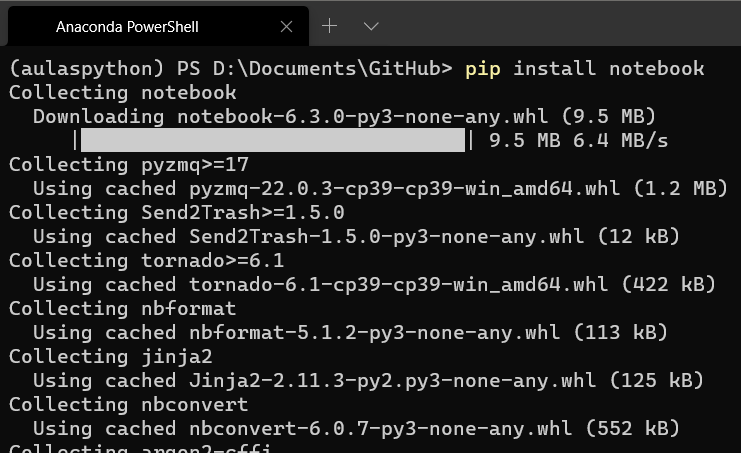 Anaconda PowerShell
(aulaspython) PS D:\Documents\GitHub> pip install notebook
Collecting notebook
  Downloading notebook-6.3.0-py3-none-any.whl (9.5 MB)
     |                                | 9.5 MB 6.4 MB/s
Collecting pyzmq>=17
  Using cached pyzmq-22.0.3-cp39-cp39-win_amd64.whl (1.2 MB)
Collecting Send2Trash>=1.5.0
  Using cached Send2Trash-1.5.0-py3-none-any.whl (12 kB)
Collecting tornado>=6.1
  Using cached tornado-6.1-cp39-cp39-win_amd64.whl (422 kB)
Collecting nbformat
  Using cached nbformat-5.1.2-py3-none-any.whl (113 kB)
Collecting jinja2
  Using cached Jinja2-2.11.3-py2.py3-none-any.whl (125 kB)
Collecting nbconvert
  Using cached nbconvert-6.0.7-py3-none-any.whl (552 kB)
Collecting argon2-cffi